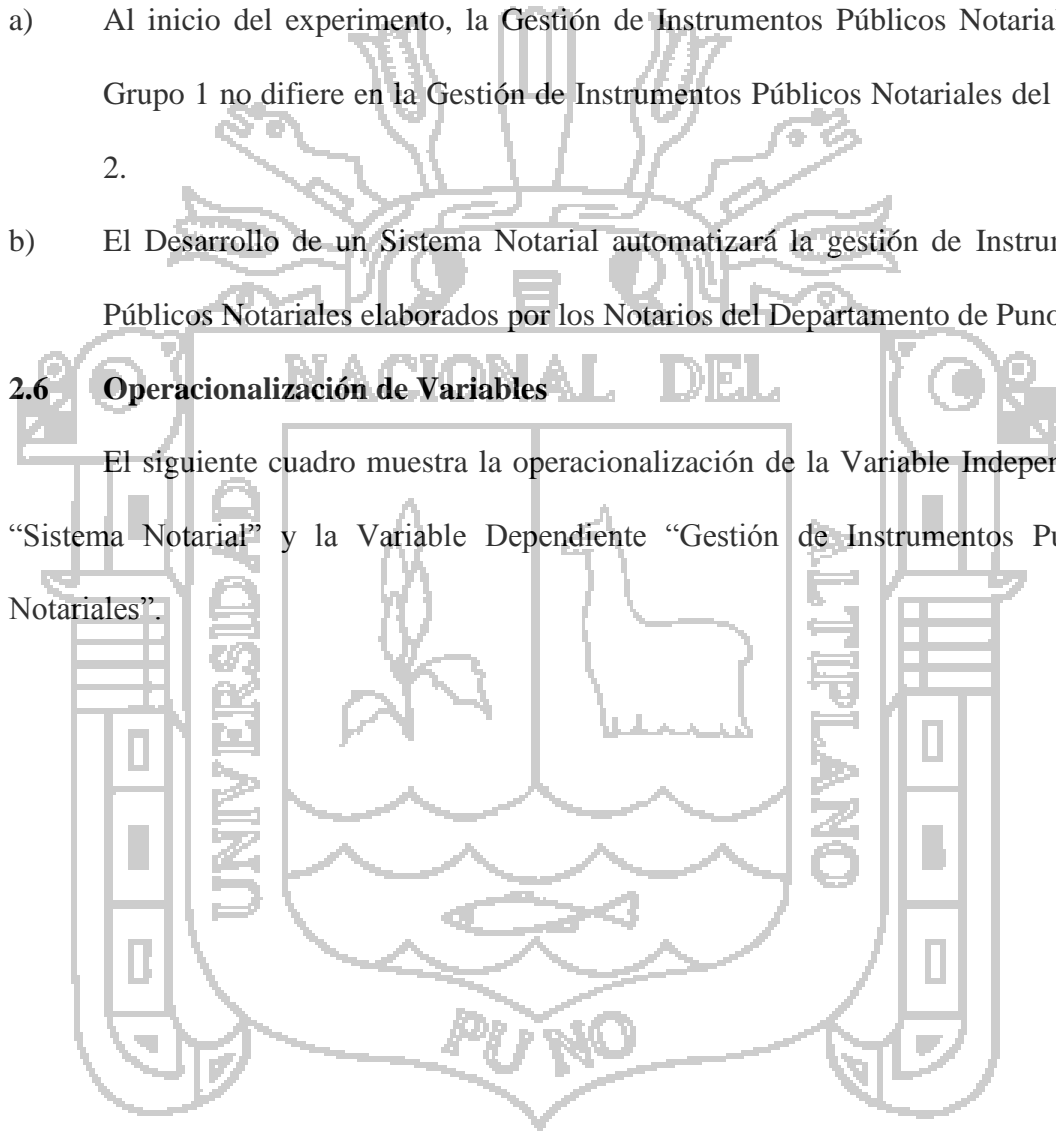 a) Al inicio del experimento, la Gestión de Instrumentos Públicos Notaria
Grupo 1 no difiere en la Gestión de Instrumentos Públicos Notariales del
2.
b) El Desarrollo de un Sistema Notarial automatizará la gestión de Instru
Públicos Notariales elaborados por los Notarios del Departamento de Puno
NACIONAL DEL
2.6 Operacionalización de Variables
El siguiente cuadro muestra la operacionalización de la Variable Indepe
“Sistema Notarial” y la Variable Dependiente “Gestión de Instrumentos Pú
Notariales”.
UNIVERSIDAD
ALTIPLANO
PUNO